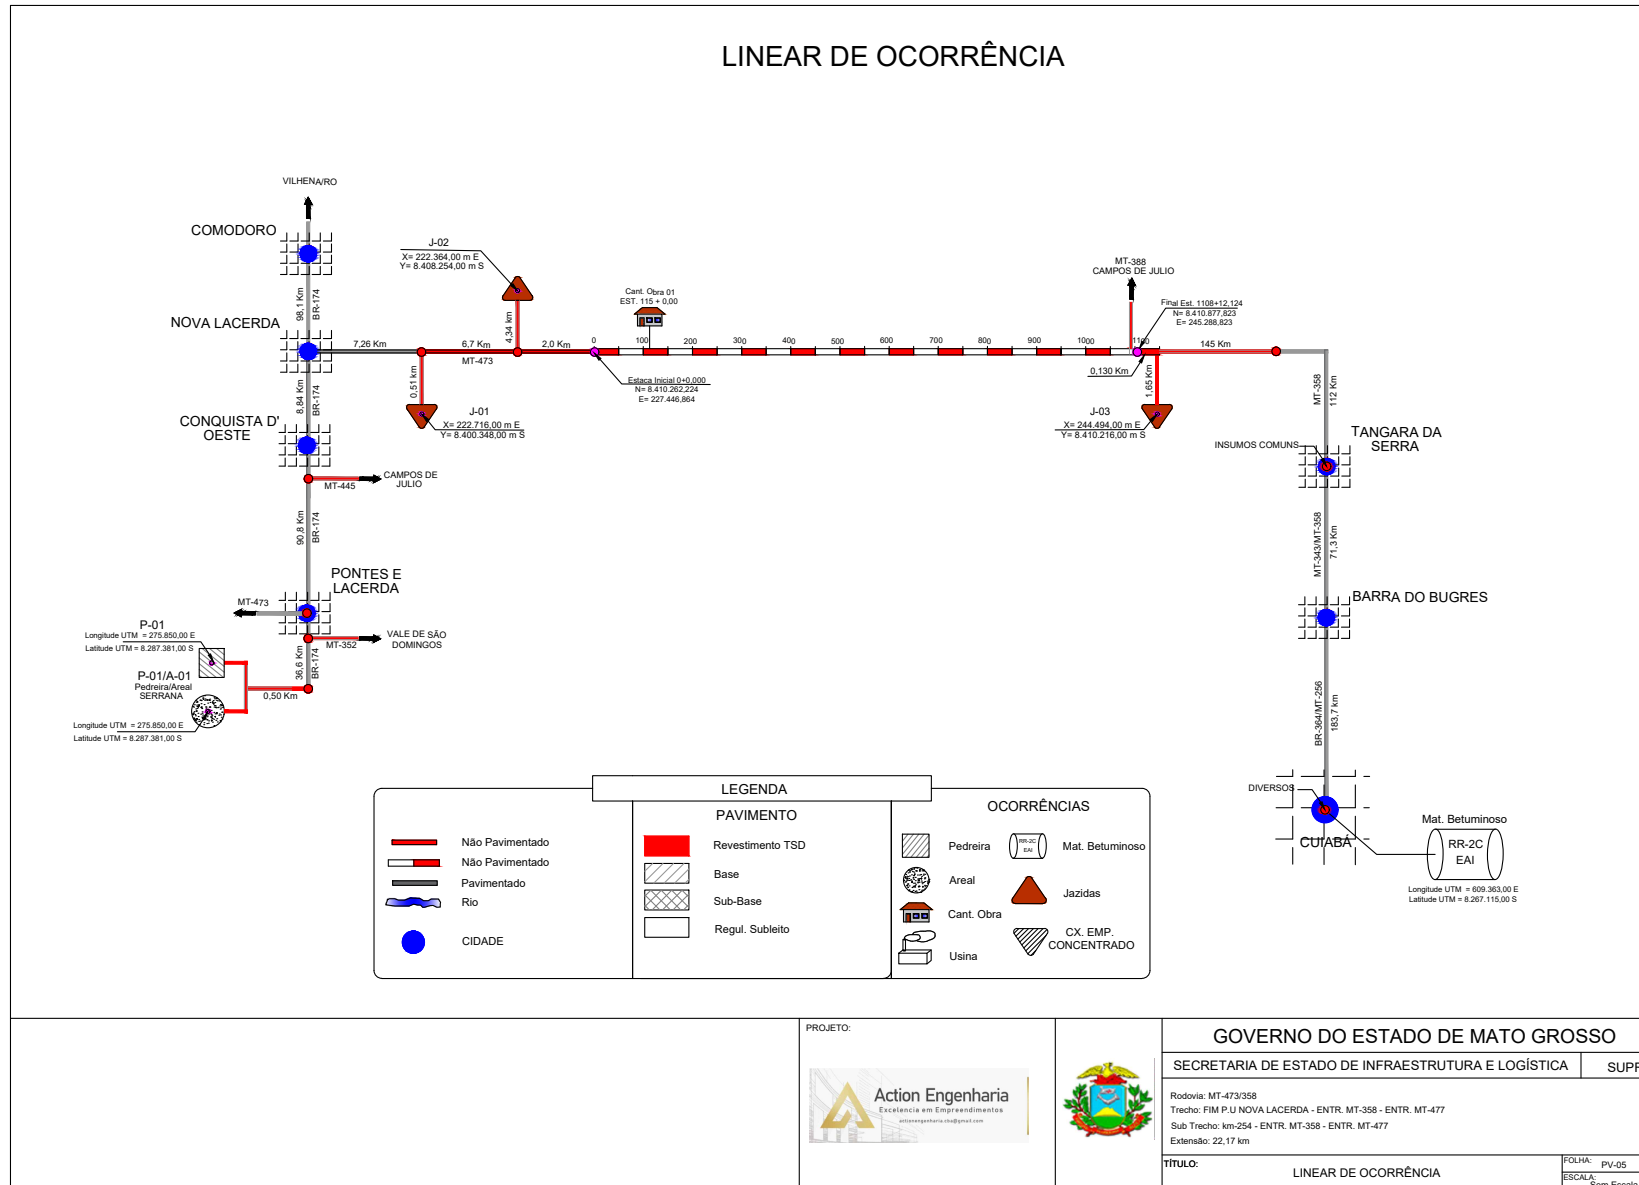 LINEAR DE OCORRÊNCIA
VILHENA/RO
COMODORO
98,1 Km
BR-174
NOVA LACERDA
7,26 Km
6,7 Km
MT-473
2,0 Km
J-02
X= 222.364,00 m E
Y= 8.408.254,00 m S
4,34 km
0,51 km
J-01
X= 222.716,00 m E
Y= 8.400.348,00 m S
Cant. Obra 01
EST. 115 + 0,00
0
100
200
300
400
500
600
700
800
900
1000
1100
Estaca Inicial 0+0,000
N= 8.410.262,224
E= 227.446,864
MT-388
CAMPOS DE JULIO
Final Est. 1108+12,124
N= 8.410.877,823
E= 245.288,823
145 Km
0,130 Km
1,65 Km
J-03
X= 244.494,00 m E
Y= 8.410.216,00 m S
MT-358
112 Km
INSUMOS COMUNS
TANGARA DA
SERRA
MT-343/MT-358
71,3 Km
BARRA DO BUGRES
BR-364/MT-256
183,7 km
DIVERSOS
CUIABÁ
Mat. Betuminoso
RR-2C
EAI
Longitude UTM = 609.363,00 E
Latitude UTM = 8.267.115,00 S
8,84 Km
BR-174
CONQUISTA D'
OESTE
MT-445
CAMPOS DE
JULIO
90,8 Km
BR-174
PONTES E
LACERDA
MT-473
MT-352
VALE DE SÃO
DOMINGOS
36,6 Km
BR-174
P-01
Longitude UTM = 275.850,00 E
Latitude UTM = 8.287.381,00 S
P-01/A-01
Pedreira/Areal
SERRANA
0,50 Km
Longitude UTM = 275.850,00 E
Latitude UTM = 8.287.381,00 S
LEGENDA
Não Pavimentado
Não Pavimentado
Pavimentado
Rio
CIDADE
PAVIMENTO
Revestimento TSD
Base
Sub-Base
Regul. Subleito
OCORRÊNCIAS
Pedreira
Areal
Cant. Obra
Usina
RR-2C
EAI
Mat. Betuminoso
Jazidas
CX. EMP.
CONCENTRADO
PROJETO:
Action Engenharia
Excelencia em Empreendimentos
actionengenharia.cba@gmail.com
GOVERNO DO ESTADO DE MATO GROSSO
SECRETARIA DE ESTADO DE INFRAESTRUTURA E LOGÍSTICA
Rodovia: MT-473/358
Trecho: FIM P.U NOVA LACERDA - ENTR. MT-358 - ENTR. MT-477
Sub Trecho: km-254 - ENTR. MT-358 - ENTR. MT-477
Extensão: 22,17 km
TÍTULO:
LINEAR DE OCORRÊNCIA
FOLHA: PV-05
ESCALA:
Sem Escala